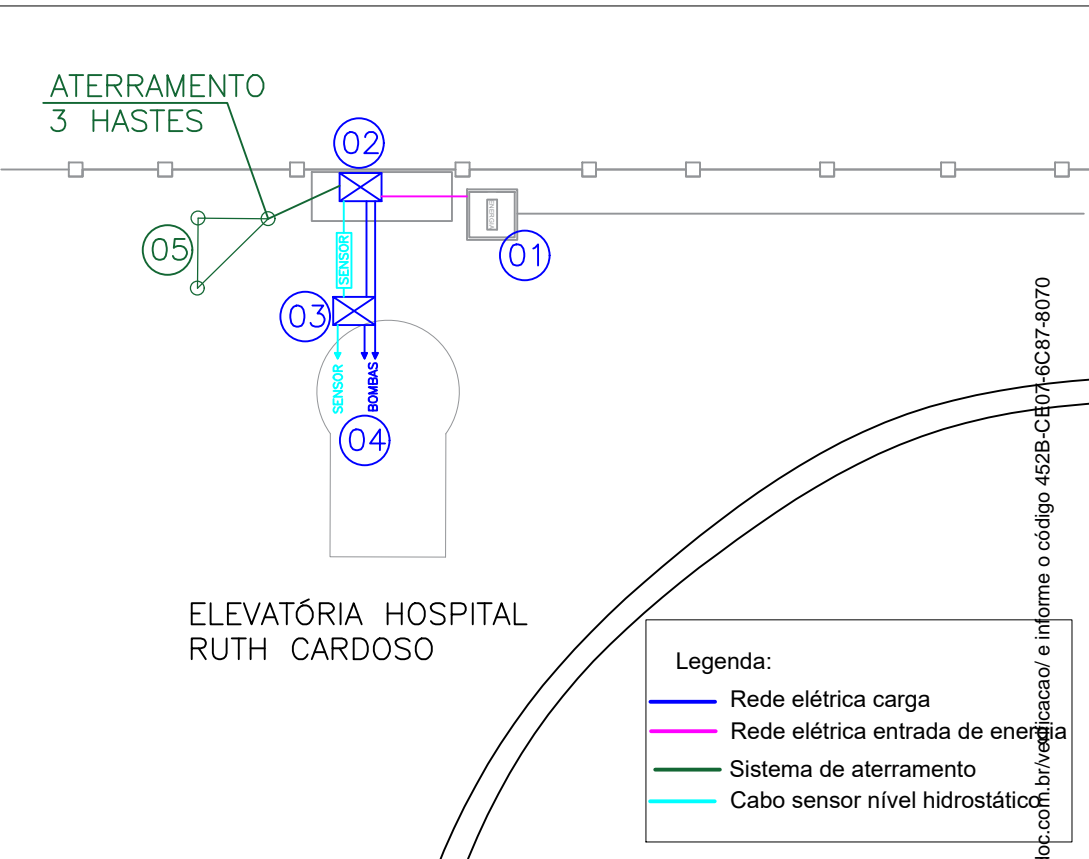 ATERRAMENTO
3 HASTES
02
ENERGIA
05
01
SENSOR
03
SENSOR
BOMBAS
04
ELEVATÓRIA HOSPITAL
RUTH CARDOSO
Legenda:
Rede elétrica carga
Rede elétrica entrada de energia
Sistema de aterramento
Cabo sensor nível hidrostático
doc.com.br/verificacao/ e informe o código 452B-CE07-6C87-8070